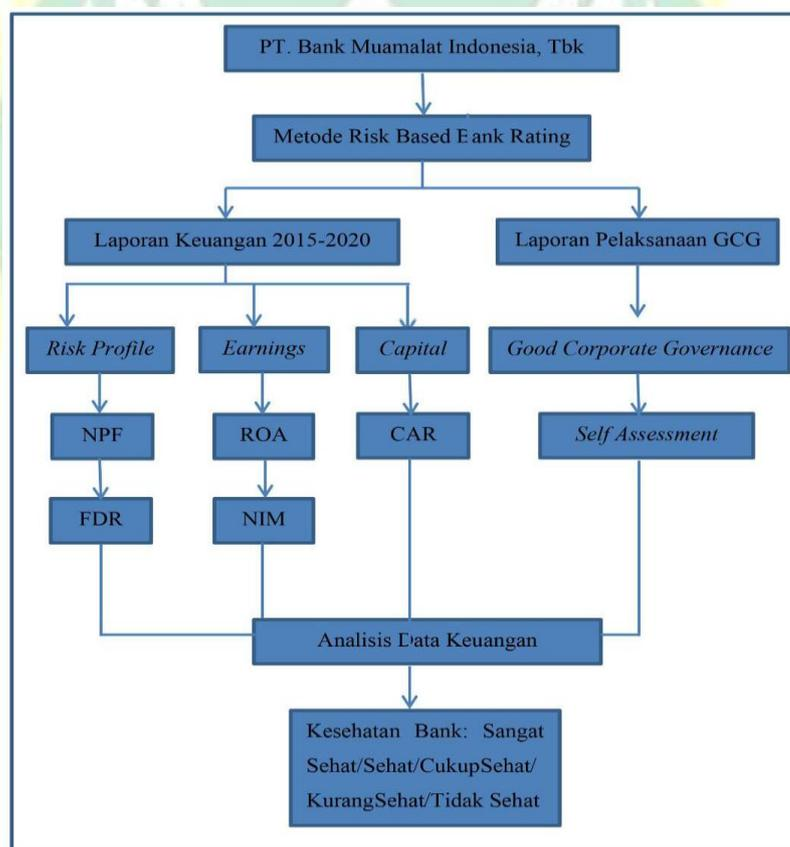 PT. Bank Muamalat Indonesia, Tbk
Metode Risk Based Bank Rating
Laporan Keuangan 2015-2020
Laporan Pelaksanaan GCG
Risk Profile
Earnings
Capital
Good Corporate Governance
NPF
ROA
CAR
Self Assessment
FDR
NIM
Analisis Data Keuangan
Kesehatan Bank: Sangat
Sehat/Sehat/CukupSehat/
KurangSehat/Tidak Sehat